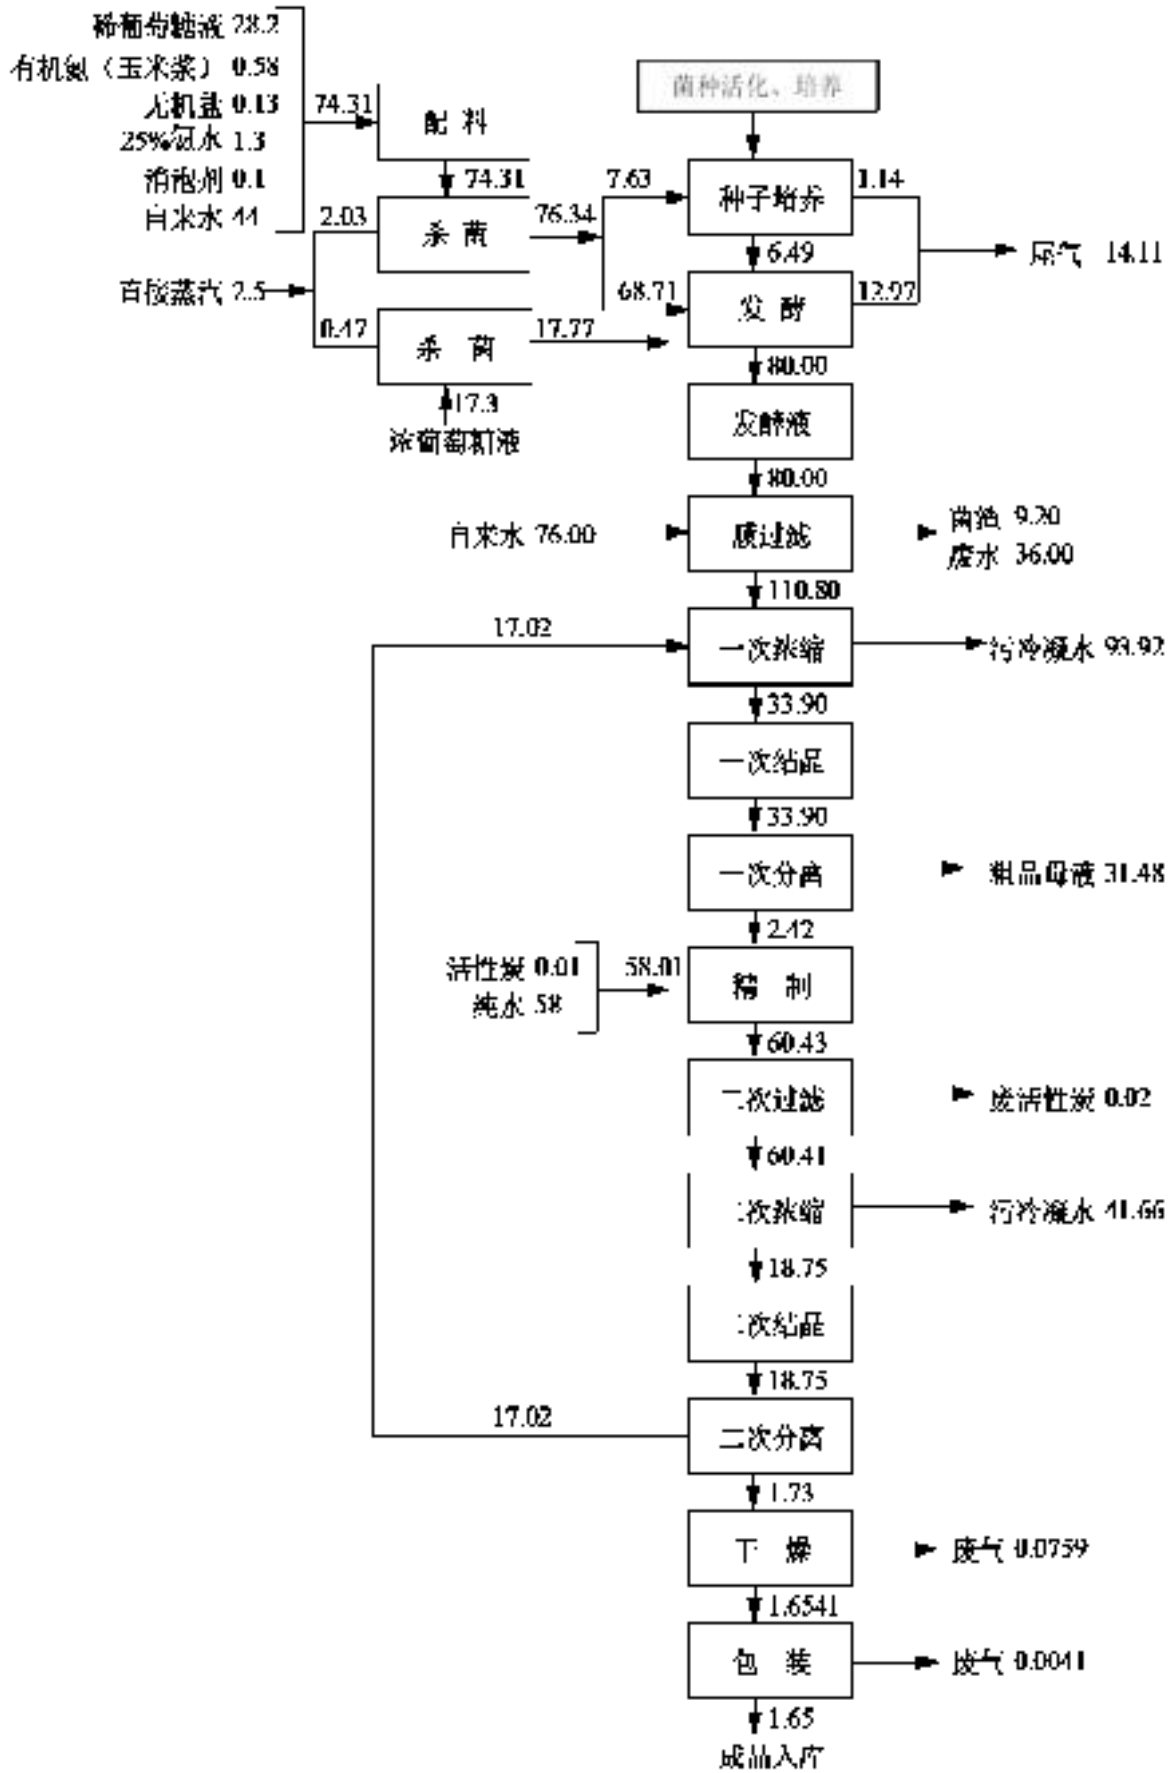 稀葡萄糖液 28.2
有机氮（玉米浆） 0.58
无机盐 0.13
25%氨水 1.3
消泡剂 0.1
自来水 44
74.31
配 料
74.31
2.03
杀 菌
76.34
直接蒸汽 2.5
0.47
杀 菌
17.77
17.3
浓葡萄糖液
菌种活化、培养
7.63
种子培养
1.14
6.49
尾气 14.11
68.71
发 酵
12.97
80.00
发酵液
80.00
自来水 76.00
膜过滤
菌渣 9.20
废水 36.00
110.80
17.02
一次浓缩
污冷凝水 93.92
33.90
一次结晶
33.90
一次分离
粗品母液 31.48
2.42
活性炭 0.01
纯水 58
58.01
精 制
60.43
二次过滤
废活性炭 0.02
60.41
二次浓缩
污冷凝水 41.66
18.75
二次结晶
18.75
17.02
二次分离
1.73
干 燥
废气 0.0759
1.6541
包 装
废气 0.0041
1.65
成品入库